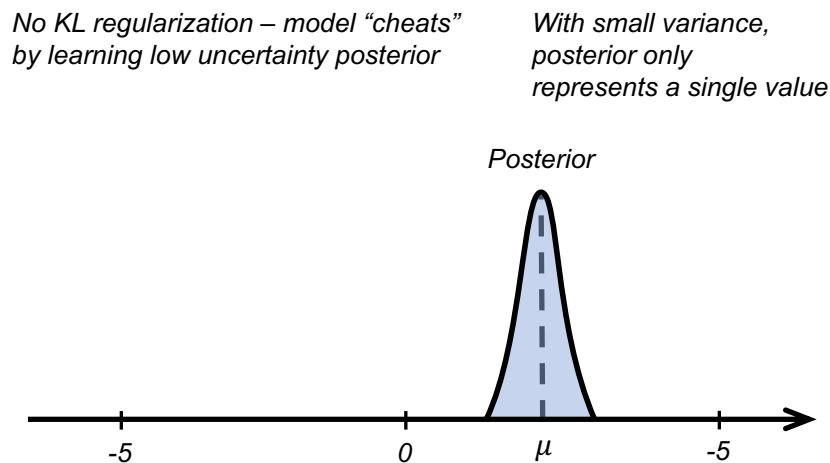 No KL regularization – model “cheats”
by learning low uncertainty posterior
With small variance,
posterior only
represents a single value
Posterior
-5
0
μ
-5